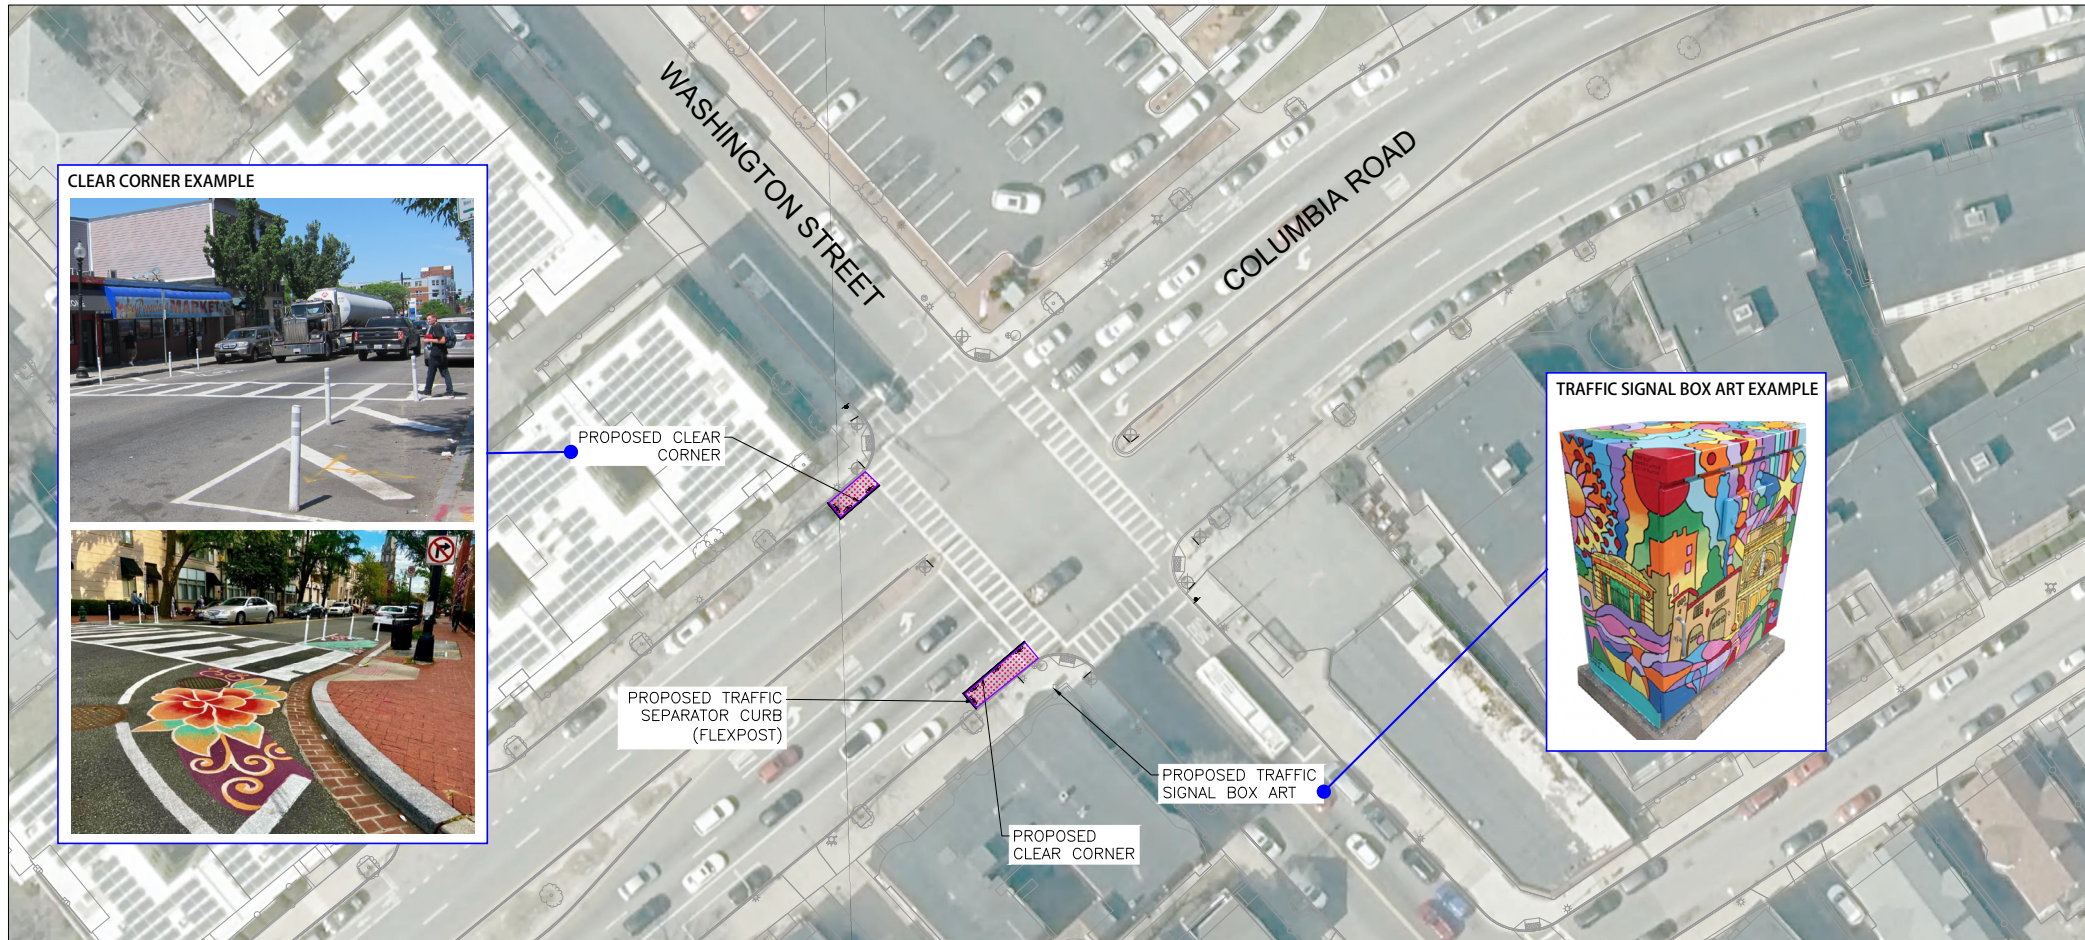 WASHINGTON STREET
COLUMBIA ROAD
CLEAR CORNER EXAMPLE
MARKET
PROPOSED CLEAR
CORNER
PROPOSED TRAFFIC
SEPARATOR CURB
(FLEXPOST)
PROPOSED
CLEAR CORNER
PROPOSED TRAFFIC
SIGNAL BOX ART
TRAFFIC SIGNAL BOX ART EXAMPLE